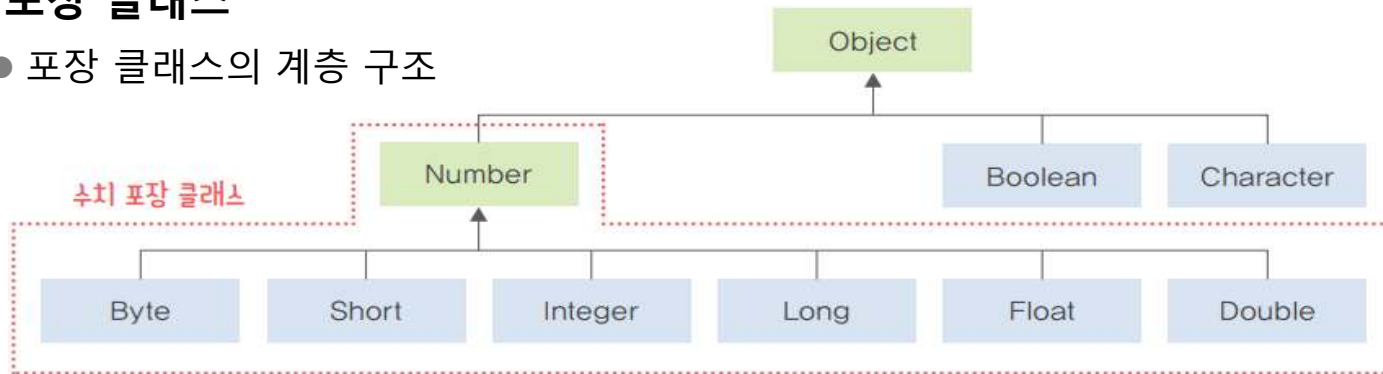 포장 클래스
포장 클래스의 계층 구조
Object
Number
Boolean
Character
수치 포장 클래스
Byte
Short
Integer
Long
Float
Double